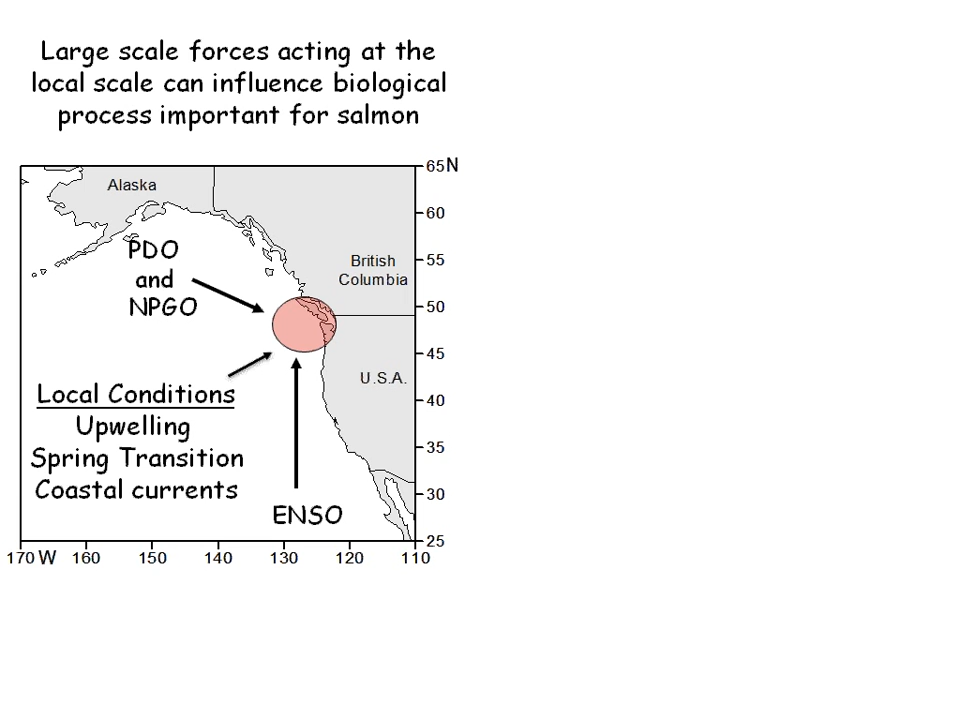 Large scale forces acting at the
local scale can influence biological
process important for salmon
65 N
Alaska
60
PDO
and
NPGO
55
British
Columbia
50
45
U.S.A.
Local Conditions
Upwelling
Spring Transition
Coastal currents
40
35
30
ENSO
25
170 W 160 150 140 130 120 110